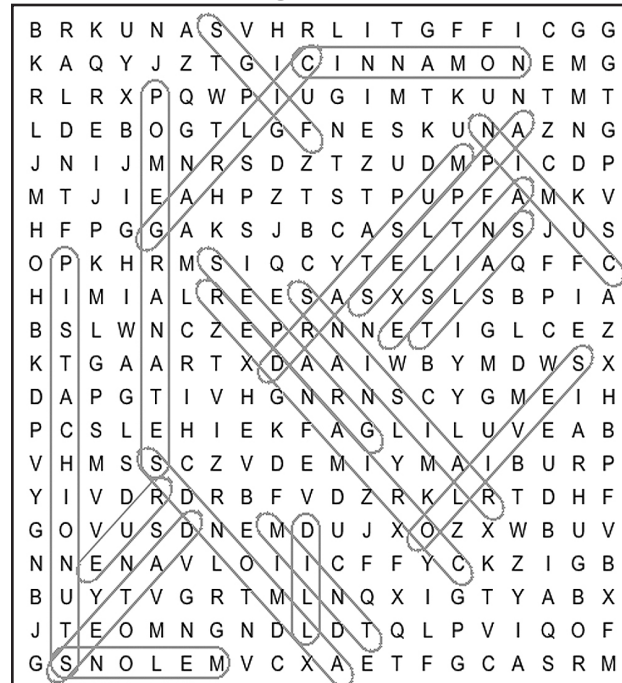 B R K U N A S V H R L I T G F F I C G G
K A Q Y J Z T G I C I N N A M O N E M G
R L R X P Q W P I U G I M T K U N T M T
L D E B O G T L G F N E S K U N A Z N G
J N I J M N R S D Z T Z U D M P I C D P
M T J I E A H P Z T S T P U P F A M K V
H F P G G A K S J B C A S L T N S J U S
O P K H R M S I Q C Y T E L I A Q F F C
H I M I A L R E E S A S X S L S B P I A
B S L W N C Z E P R N N E T I G L C E Z
K T G A A R T X D A A I W B Y M D W S X
D A P G T I V H G N R N S C Y G M E I H
P C S L E H I E K F A G L I L U V E A B
V H M S S C Z V D E M I Y M A I B U R P
Y I V D R D R B F V D Z R K L R T D H F
G O V U S D N E M D U J X O Z X W B U V
N N E N A V L O I I C F F Y C K Z I G B
B U Y T V G R T M L N Q X I G T Y A B X
J T E O M N G N D L D T Q L P V I Q O F
G S N O L E M V C X A E T F G C A S R M